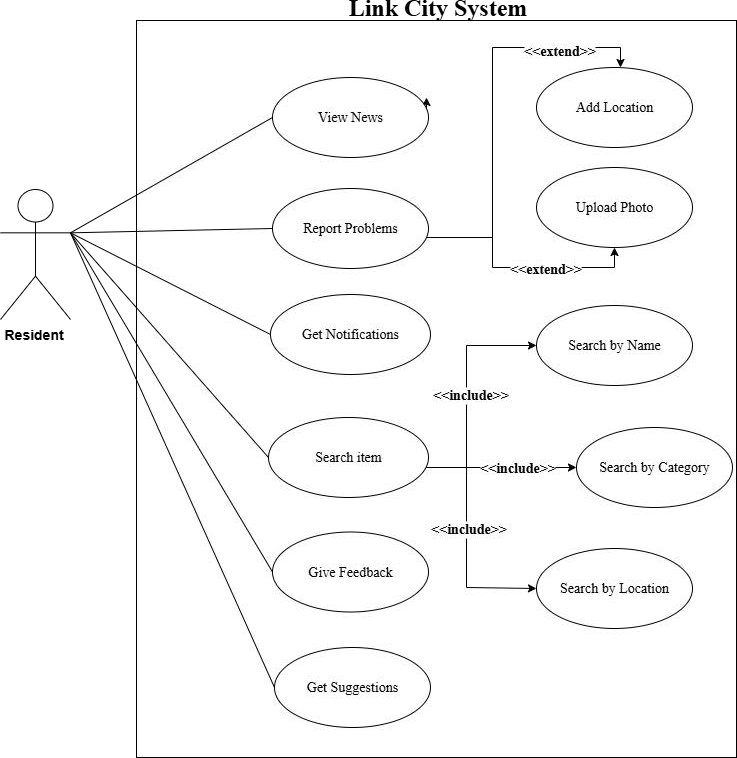 Link City System
<<extend>>
Add Location
View News
Upload Photo
Report Problems
<<extend>>
Resident
Get Notifications
Search by Name
<<include>>
Search item
<<include>>
Search by Category
<<include>>
Give Feedback
Search by Location
Get Suggestions